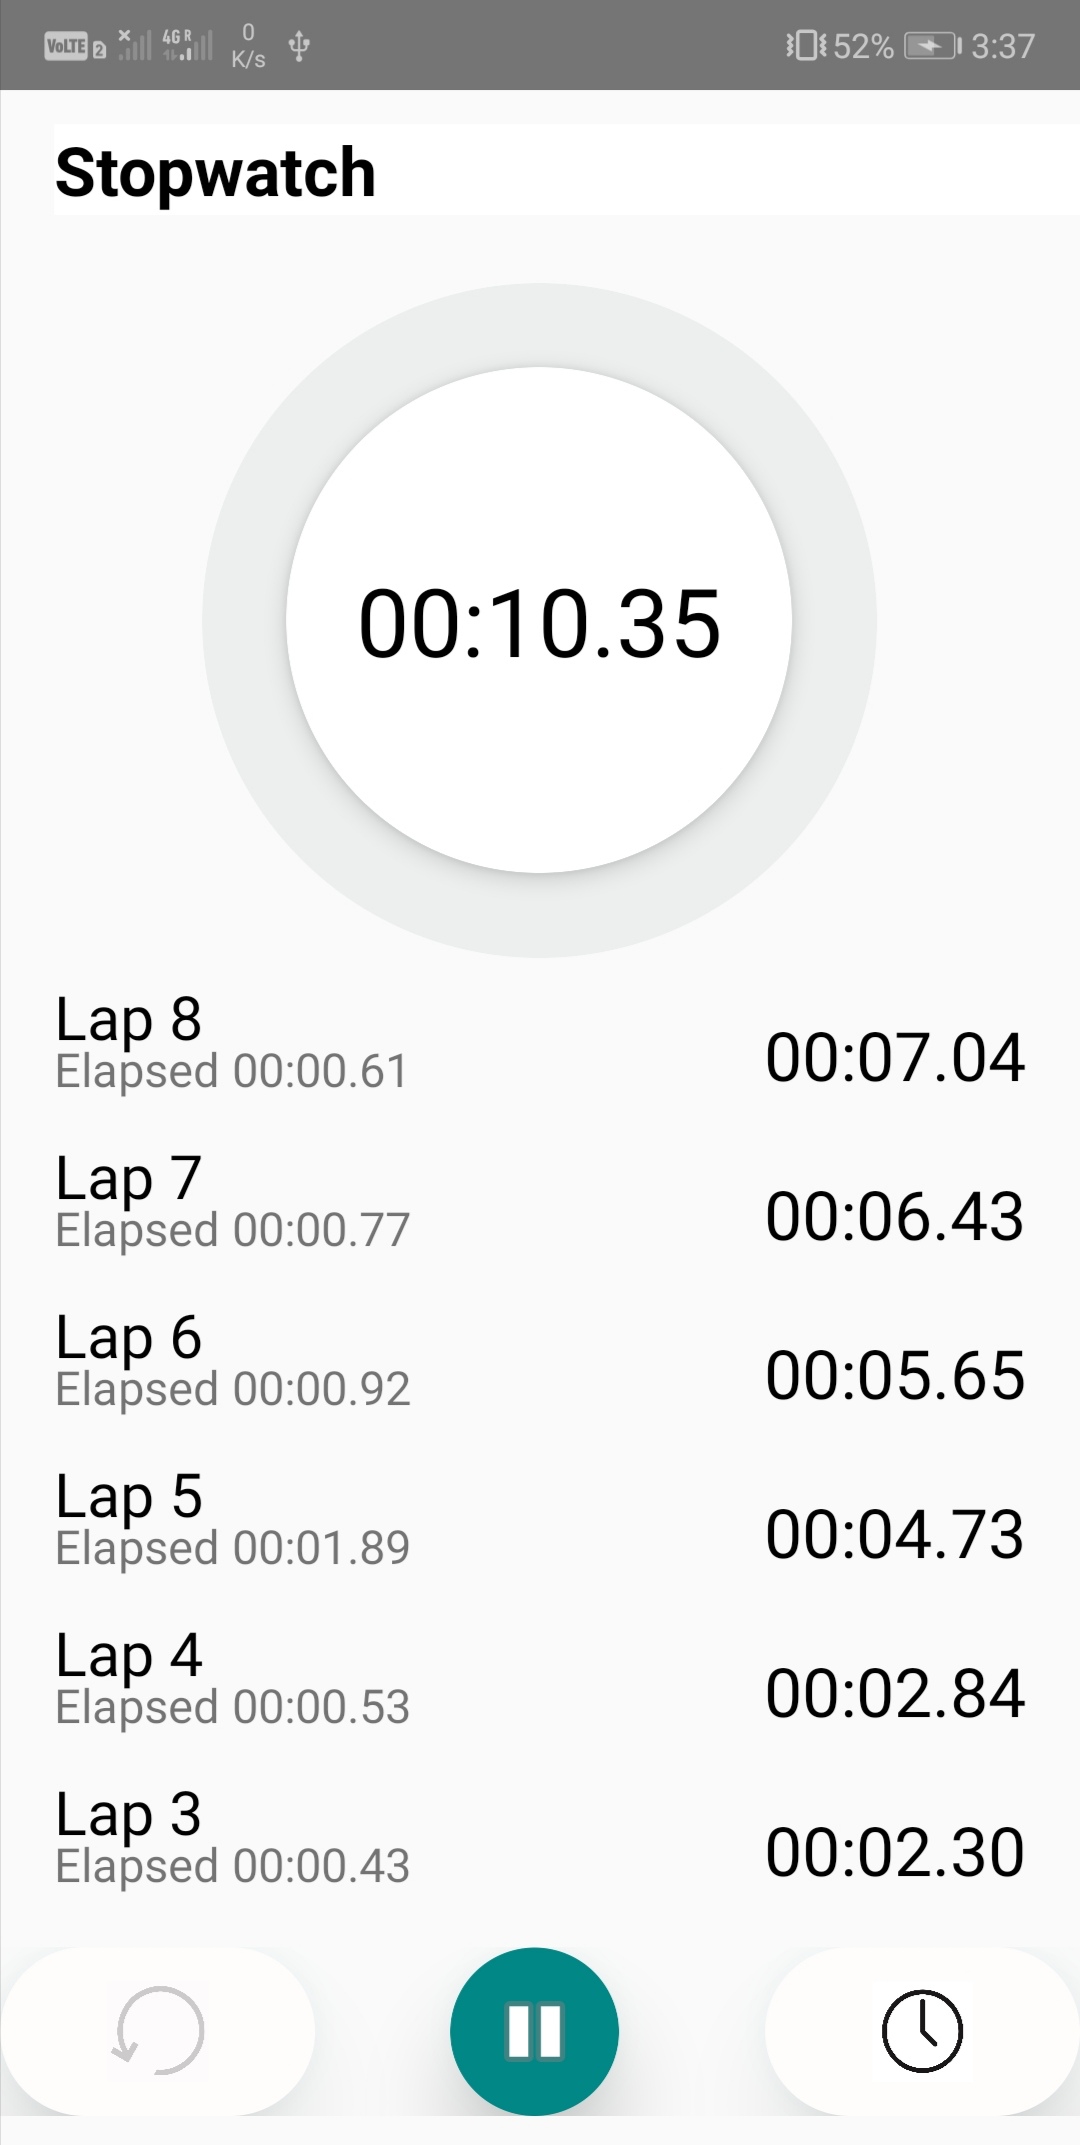 VoLTE 2 4G R 0 K/s 52% 3:37
Stopwatch
00:10.35
Lap 8
Elapsed 00:00.61
00:07.04
Lap 7
Elapsed 00:00.77
00:06.43
Lap 6
Elapsed 00:00.92
00:05.65
Lap 5
Elapsed 00:01.89
00:04.73
Lap 4
Elapsed 00:00.53
00:02.84
Lap 3
Elapsed 00:00.43
00:02.30